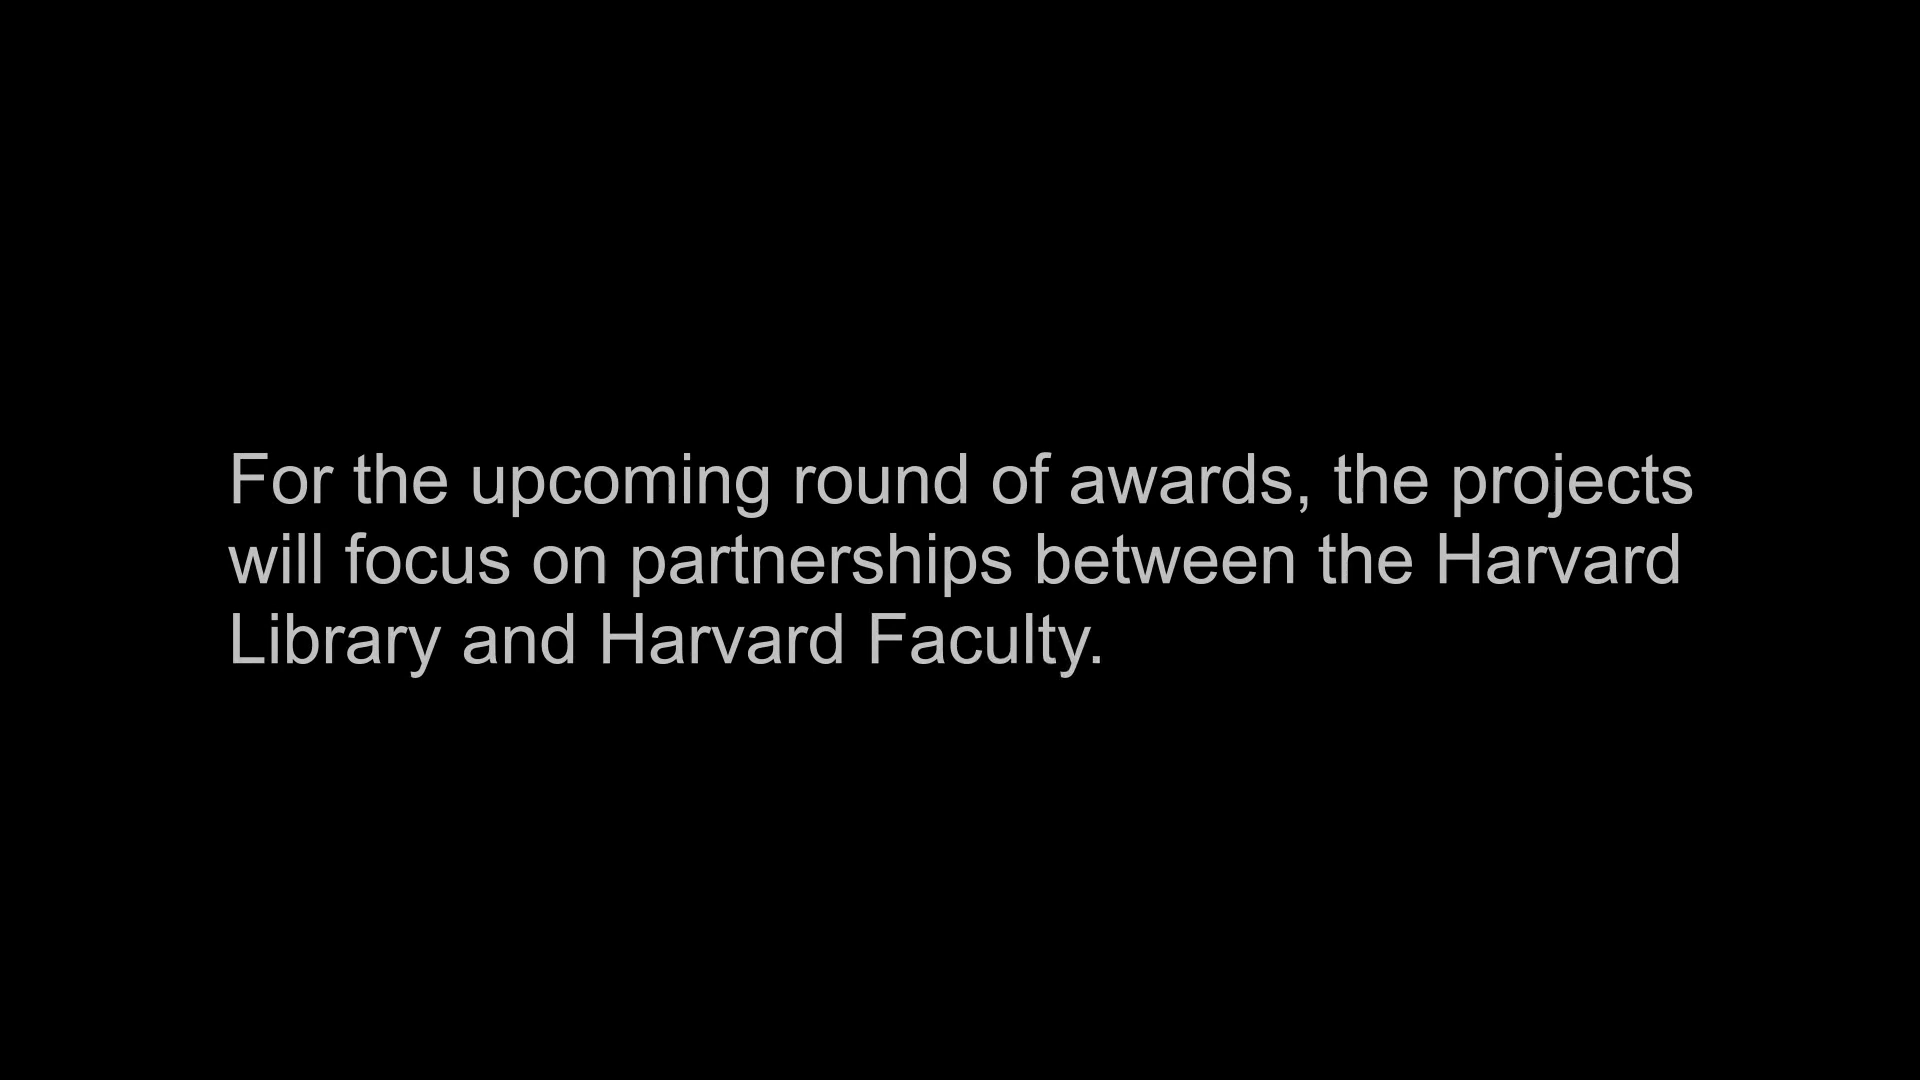 For the upcoming round of awards, the projects
will focus on partnerships between the Harvard
Library and Harvard Faculty.